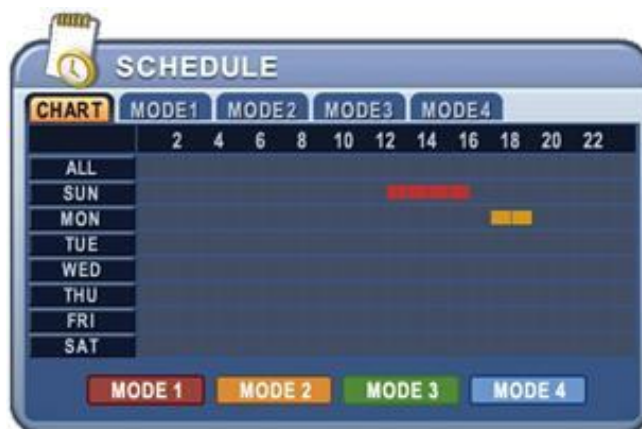 SCHEDULE
CHART MODE1 MODE2 MODE3 MODE4
2 4 6 8 10 12 14 16 18 20 22
ALL
SUN
MON
TUE
WED
THU
FRI
SAT
MODE 1 MODE 2 MODE 3 MODE 4